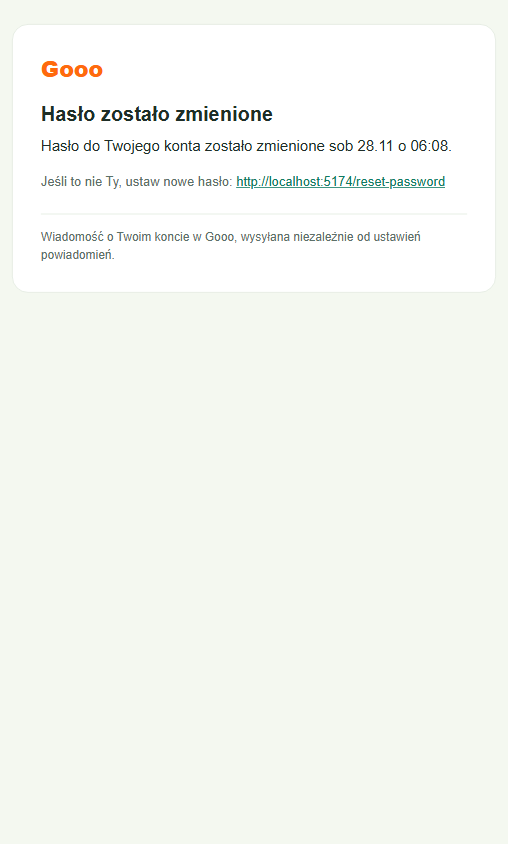 Gooo
Hasło zostało zmienione
Hasło do Twojego konta zostało zmienione sob 28.11 o 06:08.
Jeśli to nie Ty, ustaw nowe hasło: http://localhost:5174/reset-password
Wiadomość o Twoim koncie w Gooo, wysyłana niezależnie od ustawień
powiadomień.